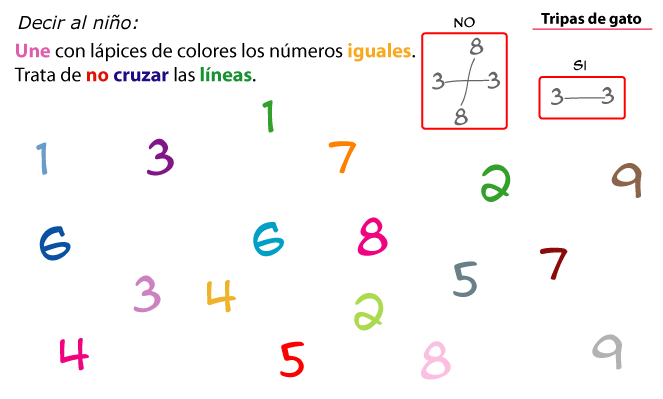 Decir al niño:
Une con lápices de colores los números iguales.
Trata de no cruzar las líneas.
NO
8
3 3
8
Tripas de gato
SI
3 3
1
1 3 7
2 9
6 6 8
7
3 4 2 5
4 5 8 9